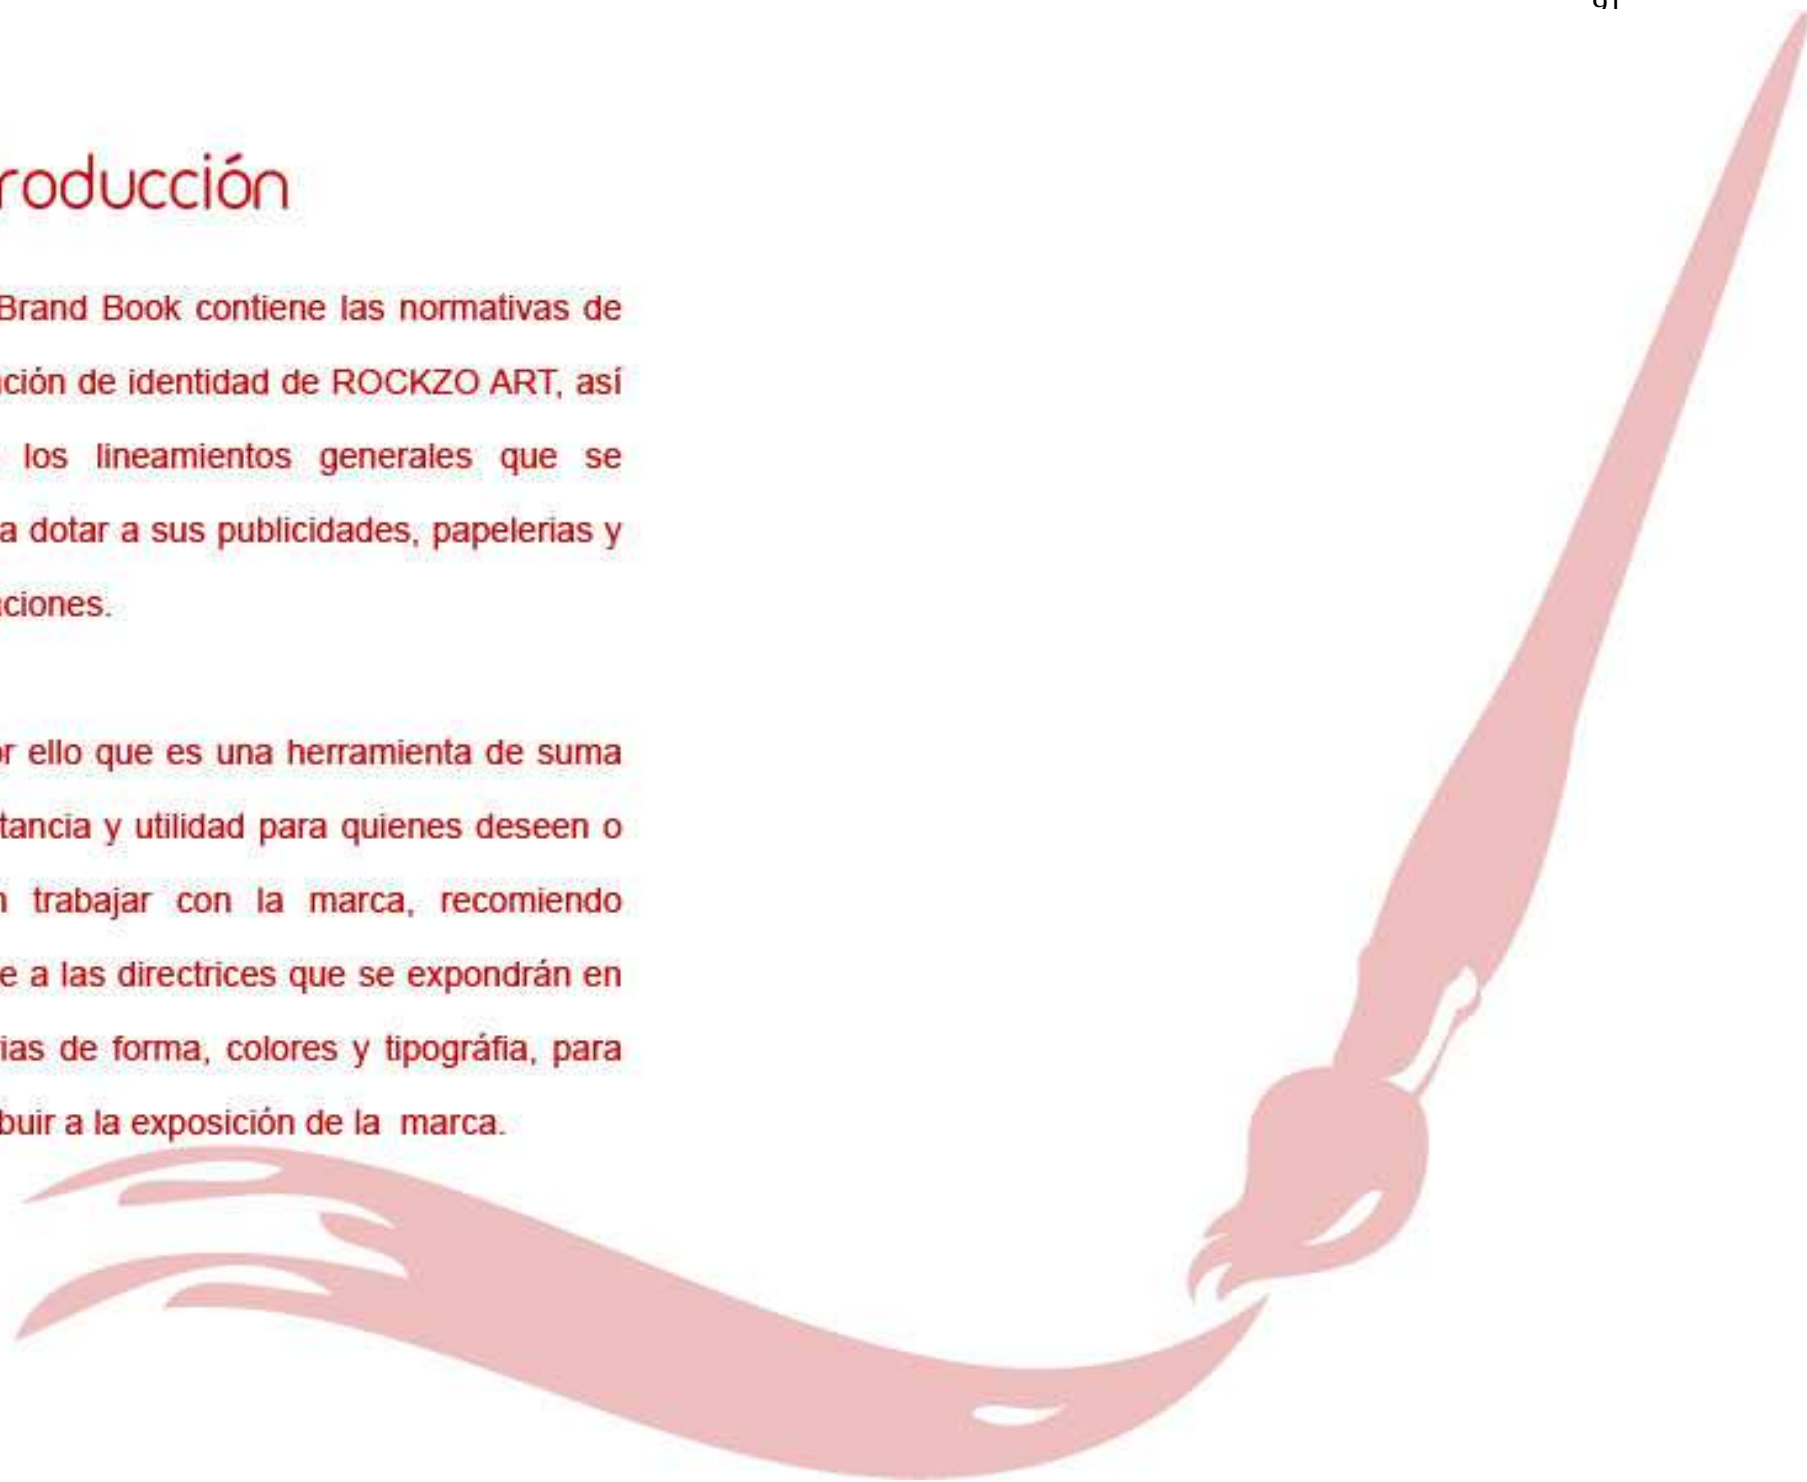 roducción
Brand Book contiene las normativas de
ción de identidad de ROCKZO ART, así
los lineamientos generales que se
a dotar a sus publicidades, papelerias y
ciones.
r ello que es una herramienta de suma
tancia y utilidad para quienes deseen o
trabajar con la marca, recomiendo
e a las directrices que se expondrán en
ias de forma, colores y tipográfia, para
buir a la exposición de la marca.